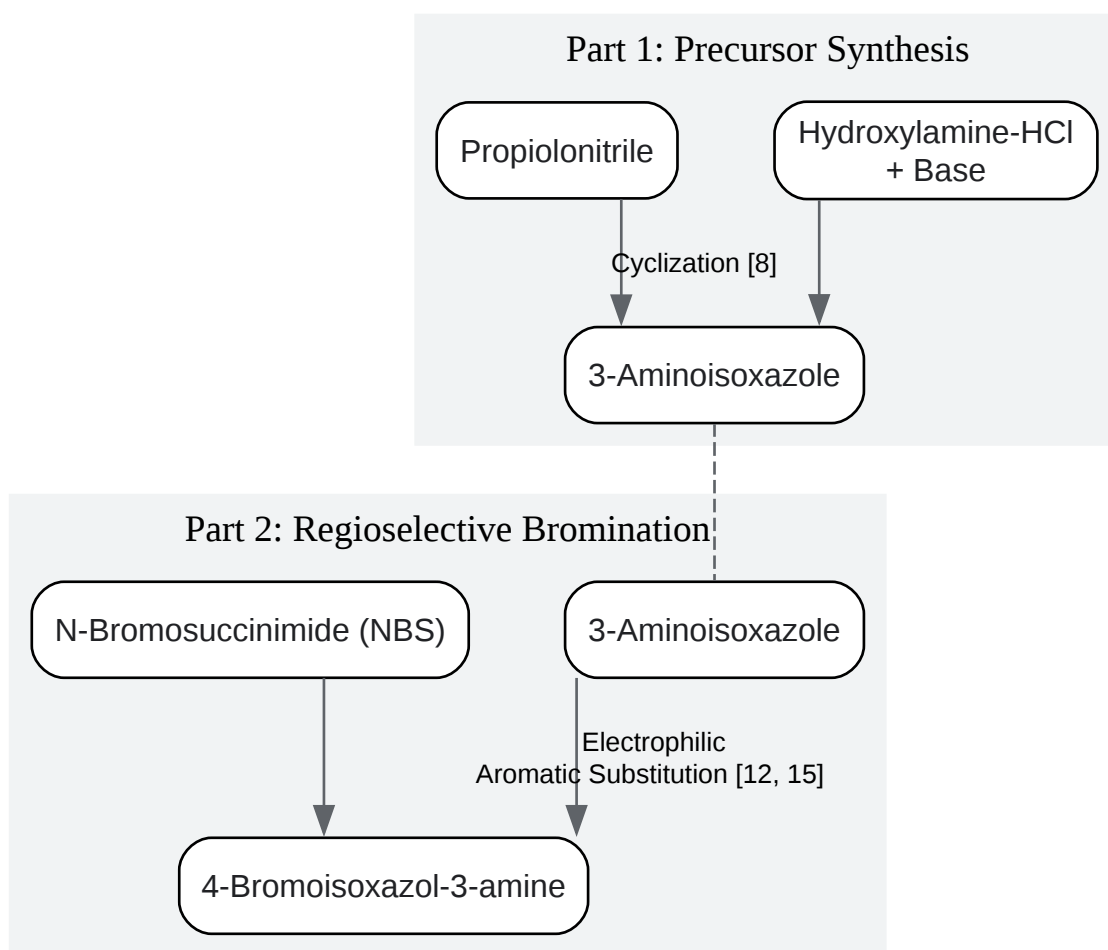 Part 1: Precursor Synthesis
Propiolonitrile
Hydroxylamine-HCl
+ Base
Cyclization [8]
3-Aminoisoxazole
Part 2: Regioselective Bromination
N-Bromosuccinimide (NBS)
3-Aminoisoxazole
Electrophilic
Aromatic Substitution [12, 15]
4-Bromoisoxazol-3-amine